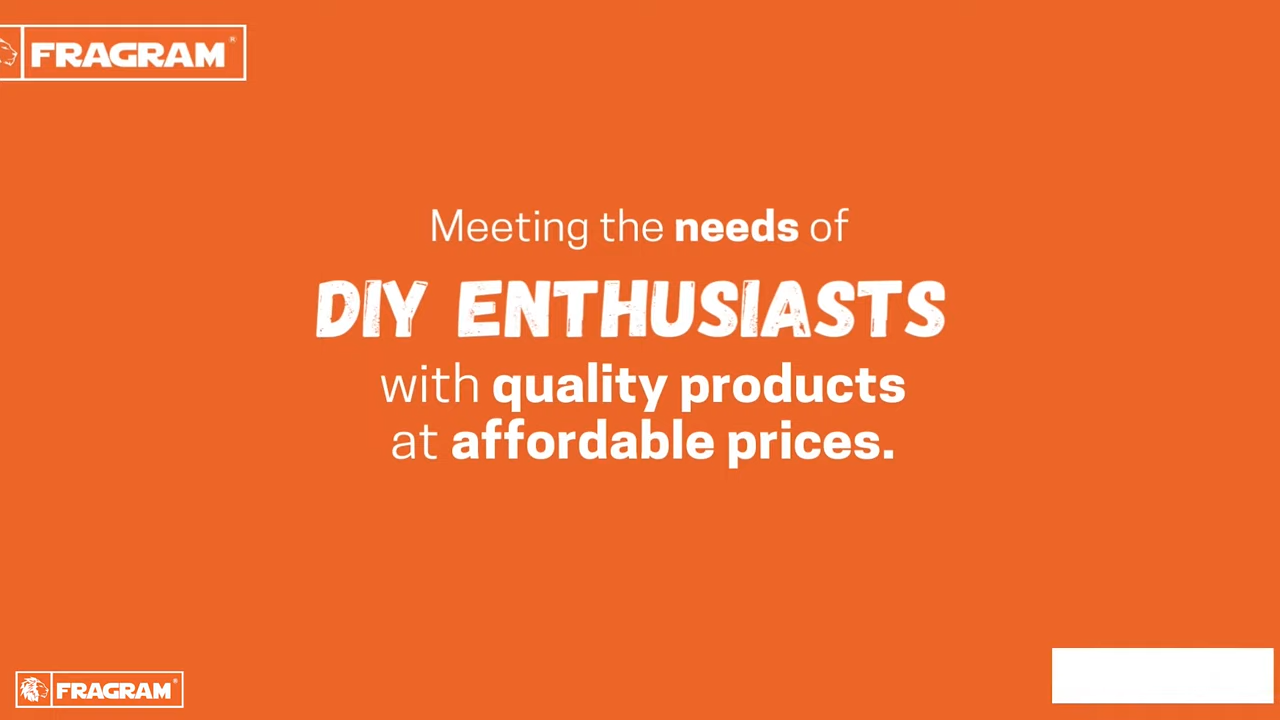 FRAGRAM®
Meeting the needs of
DIY ENTHUSIASTS
with quality products
at affordable prices.
FRAGRAM®